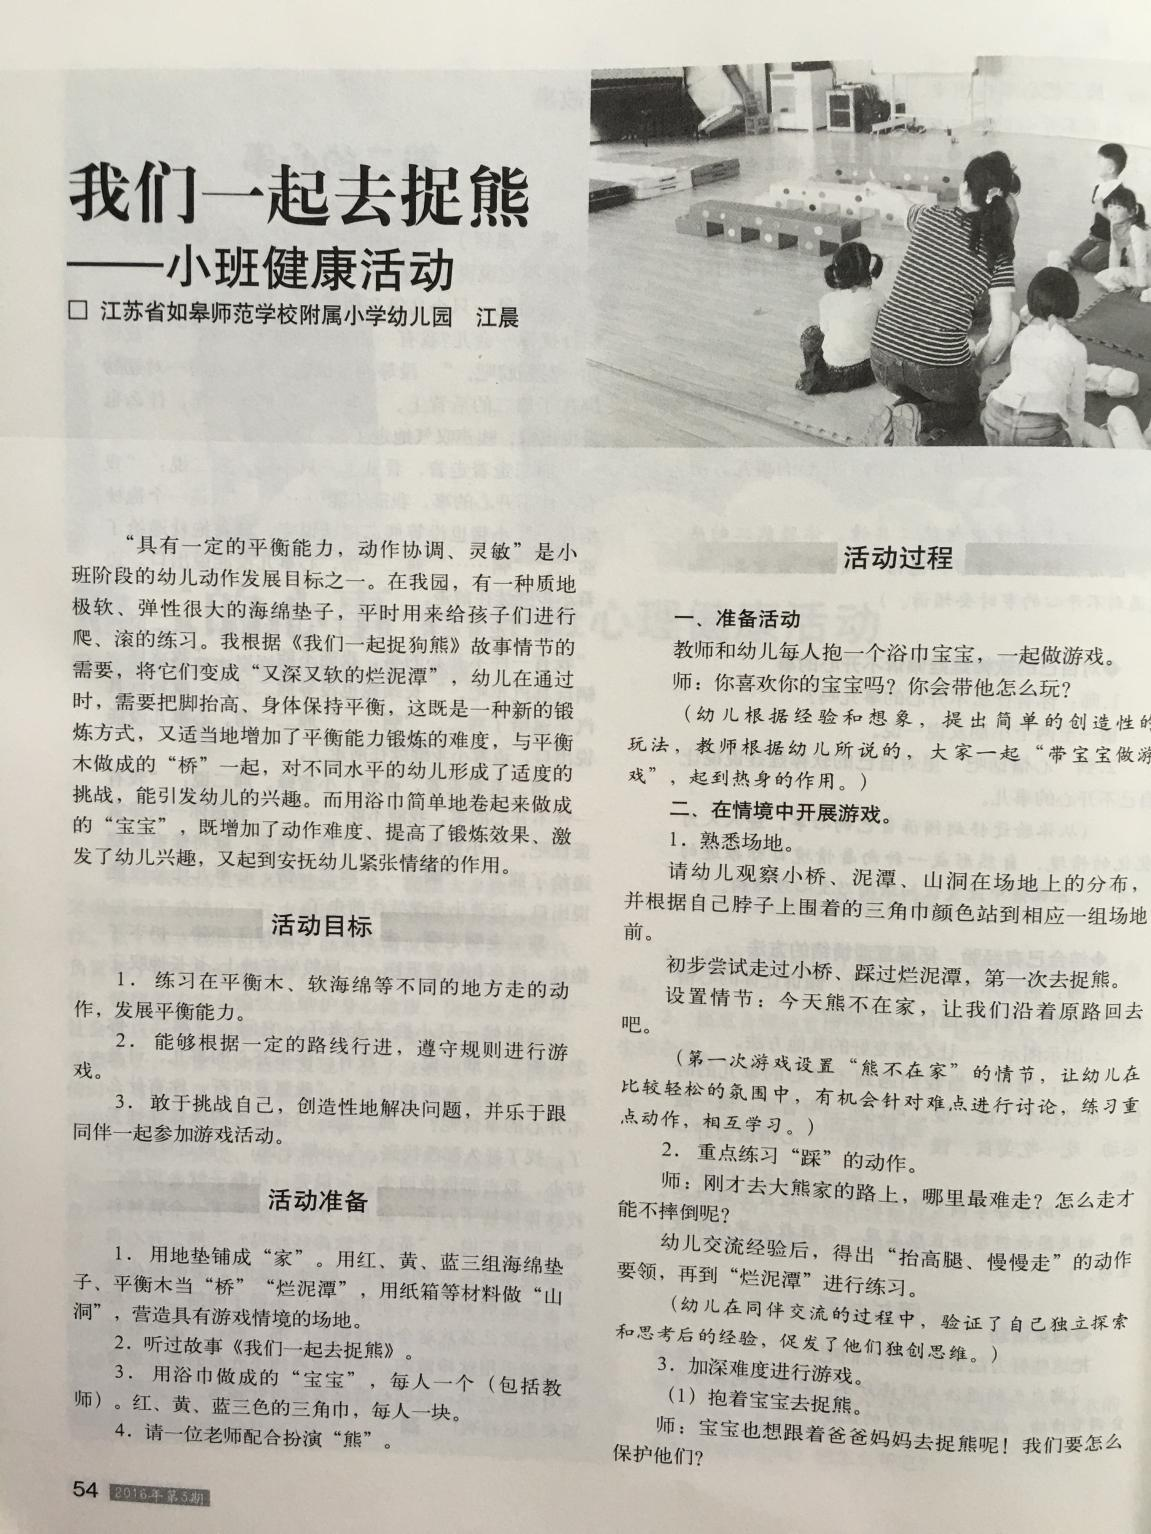 我们一起去捉熊
——小班健康活动
□ 江苏省如皋师范学校附属小学幼儿园 江晨
“具有一定的平衡能力，动作协调、灵敏”是小
班阶段的幼儿动作发展目标之一。在我园，有一种质地
极软、弹性很大的海绵垫子，平时用来给孩子们进行
爬、滚的练习。我根据《我们一起捉狗熊》故事情节的
需要，将它们变成“又深又软的烂泥潭”，幼儿在通过
时，需要把脚抬高、身体保持平衡，这既是一种新的锻
炼方式，又适当地增加了平衡能力锻炼的难度，与平衡
木做成的“桥”一起，对不同水平的幼儿形成了适度的
挑战，能引发幼儿的兴趣。而用浴巾简单地卷起来做成
的“宝宝”，既增加了动作难度、提高了锻炼效果、激
发了幼儿兴趣，又起到安抚幼儿紧张情绪的作用。
活动目标
1. 练习在平衡木、软海绵等不同的地方走的动
作，发展平衡能力。
2. 能够根据一定的路线行进，遵守规则进行游
戏。
3. 敢于挑战自己，创造性地解决问题，并乐于跟
同伴一起参加游戏活动。
活动准备
1. 用地垫铺成“家”。用红、黄、蓝三组海绵垫
子、平衡木当“桥”“烂泥潭”，用纸箱等材料做“山
洞”，营造具有游戏情境的场地。
2. 听过故事《我们一起去捉熊》。
3. 用浴巾做成的“宝宝”，每人一个（包括教
师）。红、黄、蓝三色的三角巾，每人一块。
4. 请一位老师配合扮演“熊”。
54 2016年第5期
活动过程
一、准备活动
教师和幼儿每人抱一个浴巾宝宝，一起做游戏。
师：你喜欢你的宝宝吗？你会带他怎么玩？
（幼儿根据经验和想象，提出简单的创造性的
玩法，教师根据幼儿所说的，大家一起“带宝宝做游
戏”，起到热身的作用。）
二、在情境中开展游戏。
1. 熟悉场地。
请幼儿观察小桥、泥潭、山洞在场地上的分布，
并根据自己脖子上围着的三角巾颜色站到相应一组场地
前。
初步尝试走过小桥、踩过烂泥潭，第一次去捉熊。
设置情节：今天熊不在家，让我们沿着原路回去
吧。
（第一次游戏设置“熊不在家”的情节，让幼儿在
比较轻松的氛围中，有机会针对难点进行讨论，练习重
点动作，相互学习。）
2. 重点练习“踩”的动作。
师：刚才去大熊家的路上，哪里最难走？怎么走才
能不摔倒呢？
幼儿交流经验后，得出“抬高腿、慢慢走”的动作
要领，再到“烂泥潭”进行练习。
（幼儿在同伴交流的过程中，验证了自己独立探索
和思考后的经验，促发了他们独创思维。）
3. 加深难度进行游戏。
（1）抱着宝宝去捉熊。
师：宝宝也想跟着爸爸妈妈去捉熊呢！我们要怎么
保护他们？